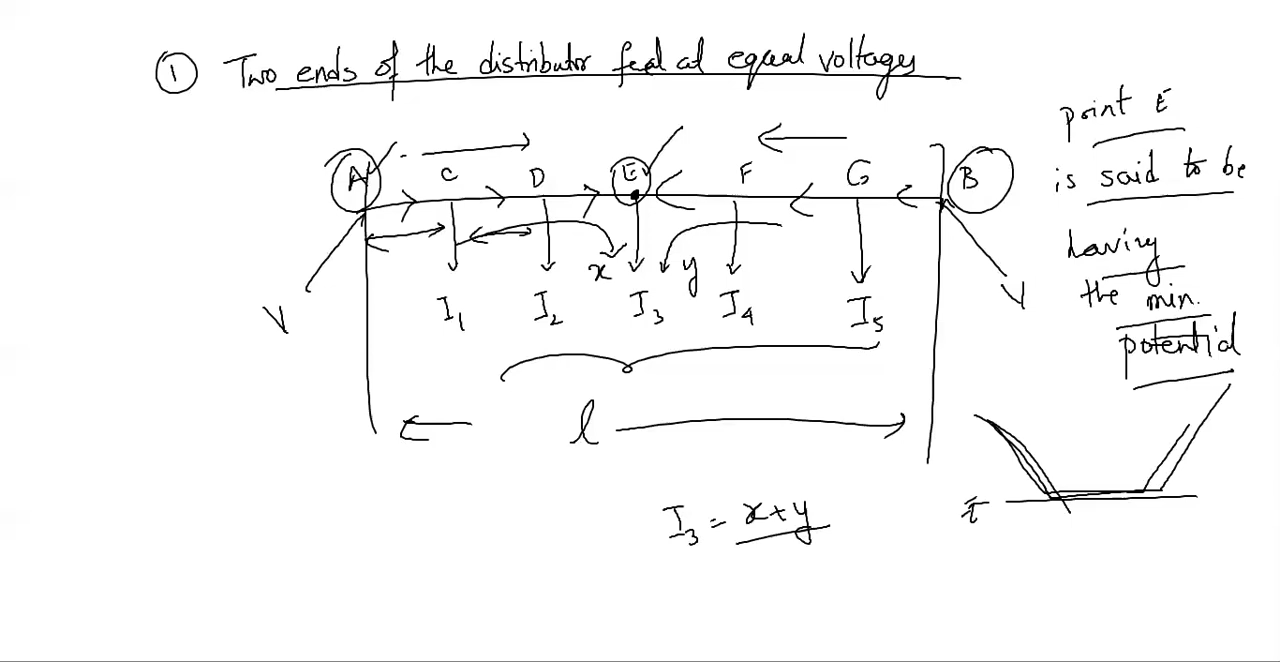 ① Two ends of the distributor fed at equal voltages
point E
is said to be
having
the min.
potential
A C D E F G B
x y
I₁ I₂ I₃ I₄ I₅
V V
l
I₃ = x+y